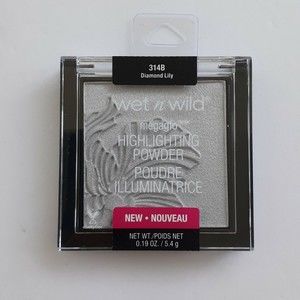 314B
Diamond Lily
wet n wild
megaglo
HIGHLIGHTING
POWDER
POUDRE
ILLUMINATRICE
NEW • NOUVEAU
NET WT./POIDS NET
0.19 OZ. / 5.4 g